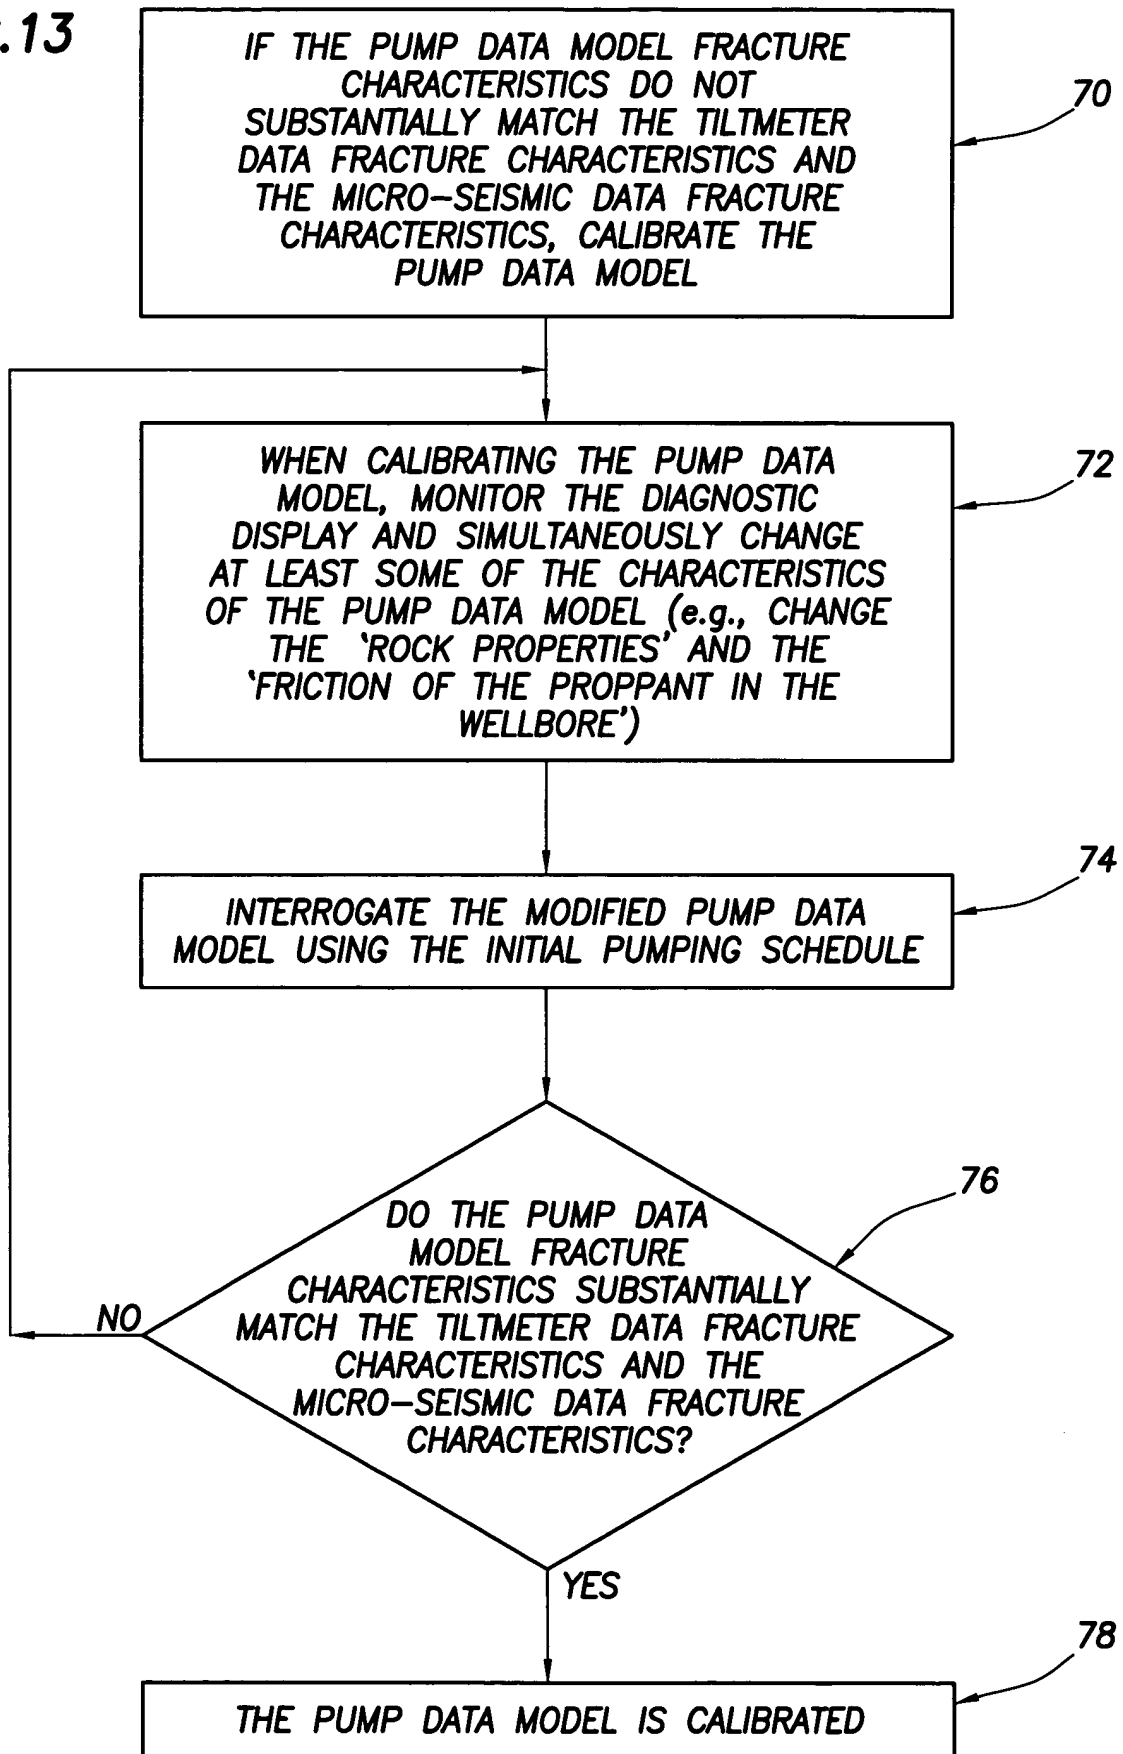 .13
IF THE PUMP DATA MODEL FRACTURE
CHARACTERISTICS DO NOT
SUBSTANTIALLY MATCH THE TILTMETER
DATA FRACTURE CHARACTERISTICS AND
THE MICRO-SEISMIC DATA FRACTURE
CHARACTERISTICS, CALIBRATE THE
PUMP DATA MODEL
70
WHEN CALIBRATING THE PUMP DATA
MODEL, MONITOR THE DIAGNOSTIC
DISPLAY AND SIMULTANEOUSLY CHANGE
AT LEAST SOME OF THE CHARACTERISTICS
OF THE PUMP DATA MODEL (e.g., CHANGE
THE 'ROCK PROPERTIES' AND THE
'FRICTION OF THE PROPPANT IN THE
WELLBORE')
72
INTERROGATE THE MODIFIED PUMP DATA
MODEL USING THE INITIAL PUMPING SCHEDULE
74
DO THE PUMP DATA
MODEL FRACTURE
CHARACTERISTICS SUBSTANTIALLY
MATCH THE TILTMETER DATA FRACTURE
CHARACTERISTICS AND THE
MICRO-SEISMIC DATA FRACTURE
CHARACTERISTICS?
76
NO
YES
THE PUMP DATA MODEL IS CALIBRATED
78